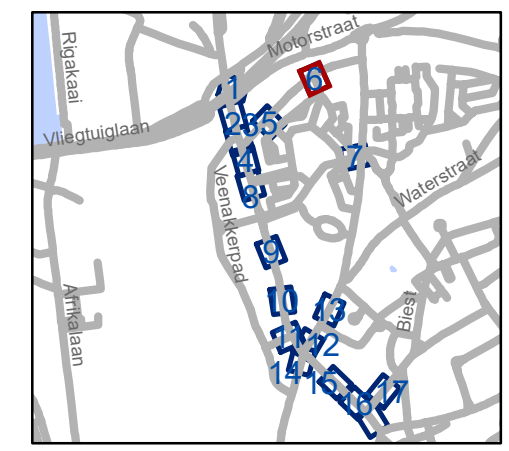 Motorstraat
Rigakaai
6
1
2
3
5
Vliegtuiglaan
7
4
Waterstraat
8
Veenakkerpad
9
10
13
Biest
Afrikalaan
11
12
14
15
17
16